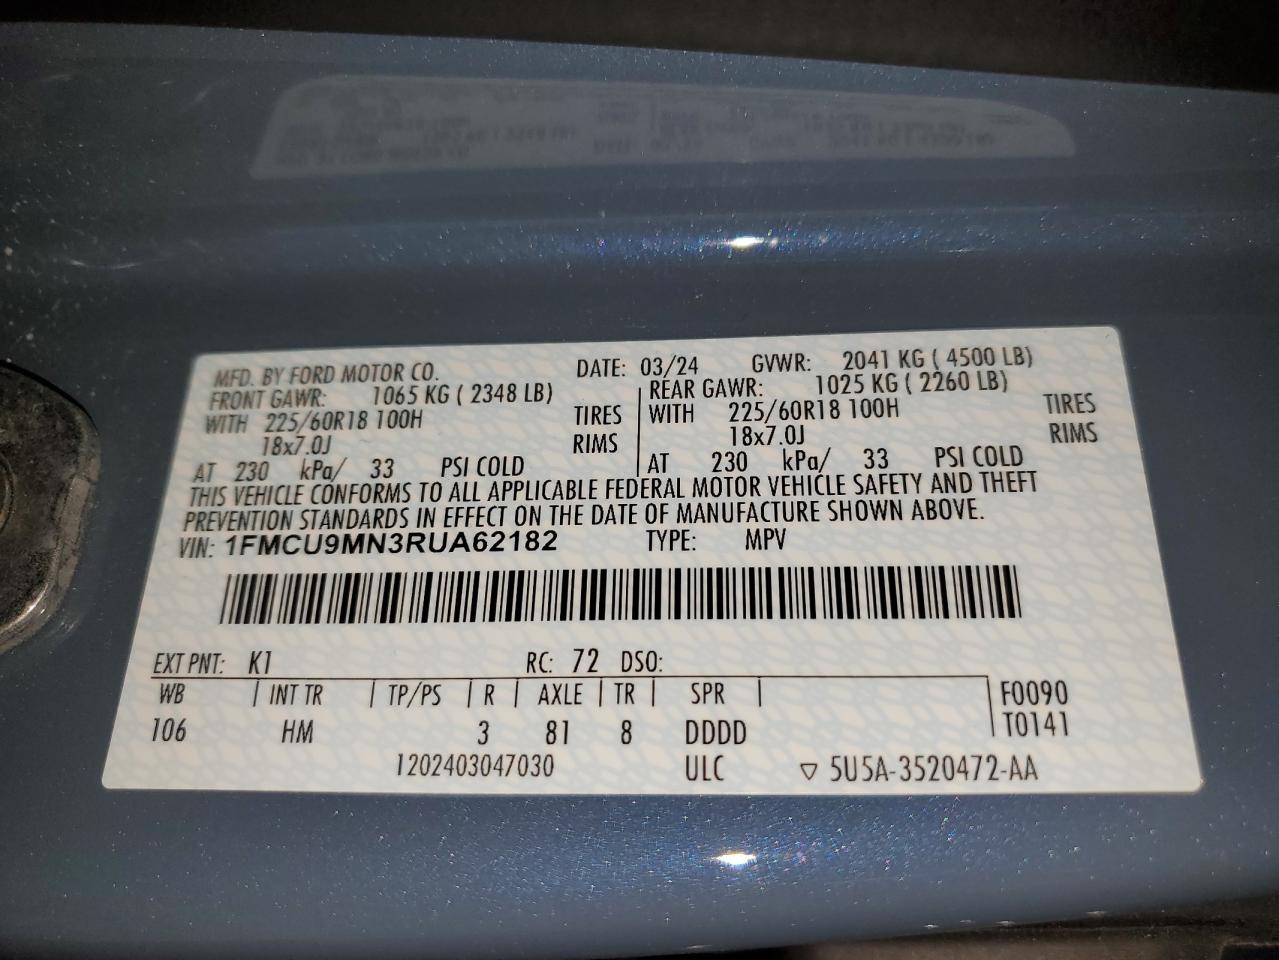 MFD. BY FORD MOTOR CO. DATE: 03/24 GVWR: 2041 KG ( 4500 LB)
FRONT GAWR: 1065 KG ( 2348 LB) REAR GAWR: 1025 KG ( 2260 LB)
WITH 225/60R18 100H TIRES WITH 225/60R18 100H TIRES
18x7.0J RIMS 18x7.0J RIMS
AT 230 kPa/ 33 PSI COLD AT 230 kPa/ 33 PSI COLD
THIS VEHICLE CONFORMS TO ALL APPLICABLE FEDERAL MOTOR VEHICLE SAFETY AND THEFT
PREVENTION STANDARDS IN EFFECT ON THE DATE OF MANUFACTURE SHOWN ABOVE.
VIN: 1FMCU9MN3RUA62182 TYPE: MPV
EXT PNT: K1 RC: 72 DSO:
WB | INT TR | TP/PS | R | AXLE | TR | SPR | F0090
106 HM 3 81 8 DDDD T0141
1202403047030 ULC ▽ 5U5A-3520472-AA